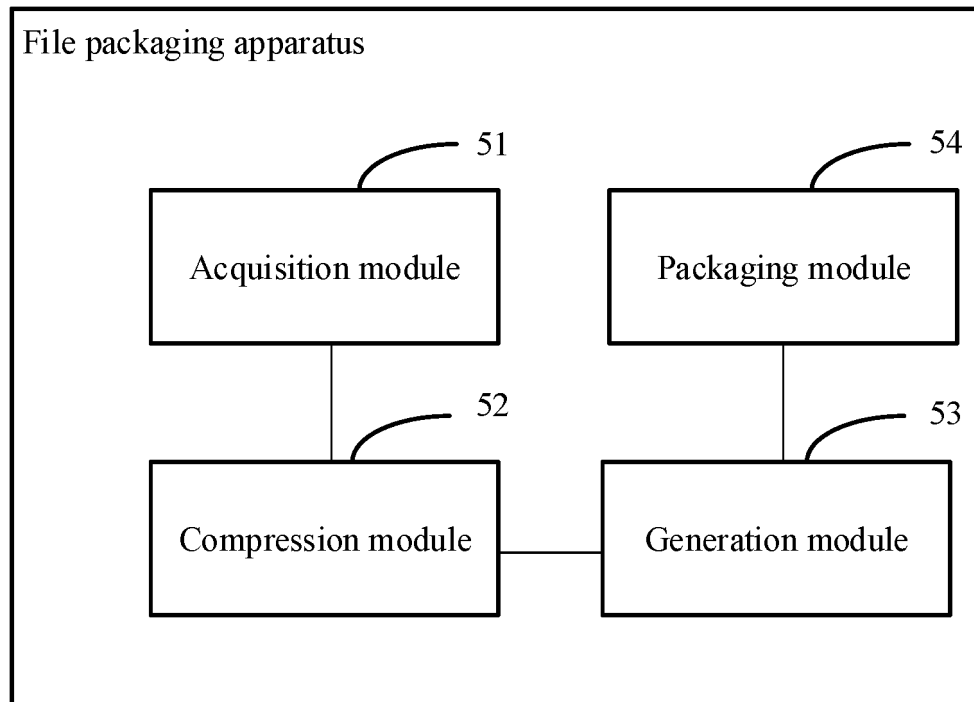 File packaging apparatus
51
54
Acquisition module
Packaging module
52
53
Compression module
Generation module